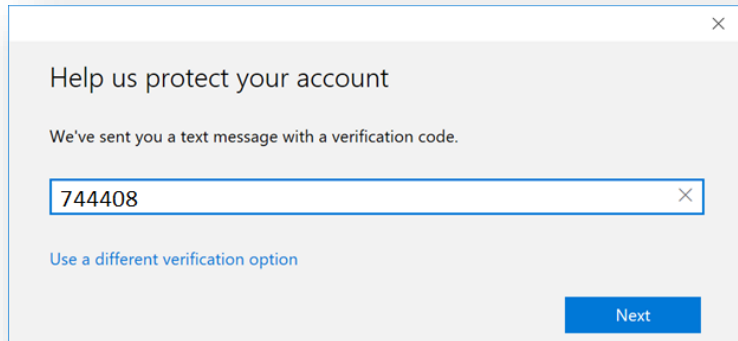 Help us protect your account
We've sent you a text message with a verification code.
744408
Use a different verification option
Next